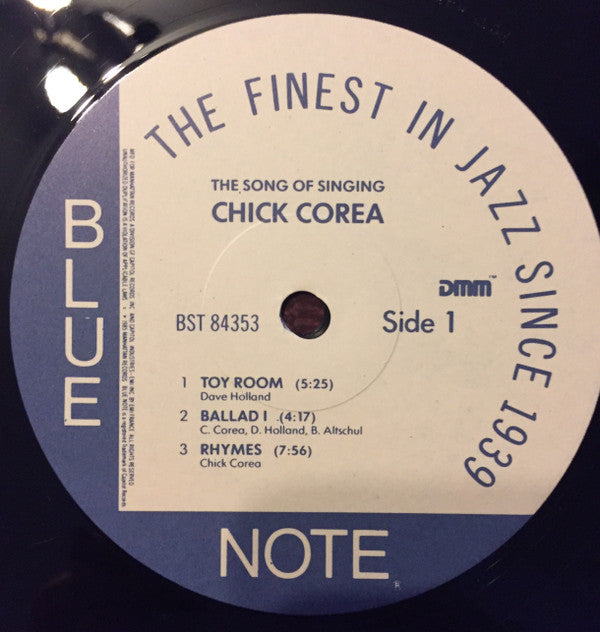 THE FINEST IN JAZZ SINCE 1939
THE SONG OF SINGING
CHICK COREA
DMM™
BST 84353
Side 1
1 TOY ROOM (5:25)
Dave Holland
2 BALLAD I .(4:17)
C. Corea, D. Holland, B. Altschul
3 RHYMES (7:56)
Chick Corea
BLUE
NOTE